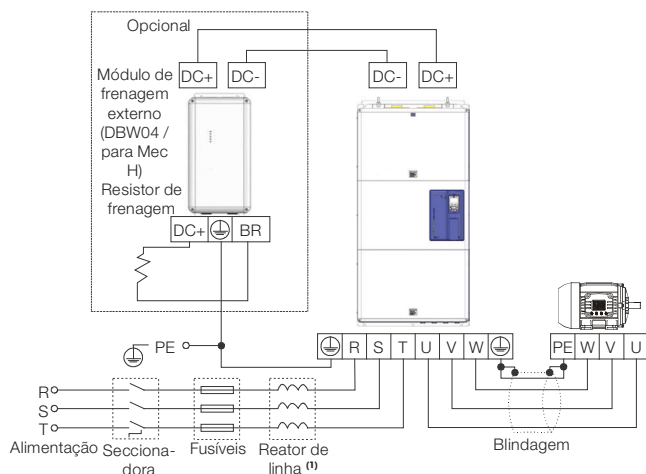 Opcional
DC+ DC- DC- DC+
Módulo de
frenagem
externo
(DBW04 /
para Mec
H)
Resistor de
frenagem
DC+ BR
PE
R S T U V W PE W V U
R
S
T
Alimentação
Secciona-
dora
Fusíveis
Reator de
linha (1)
Blindagem